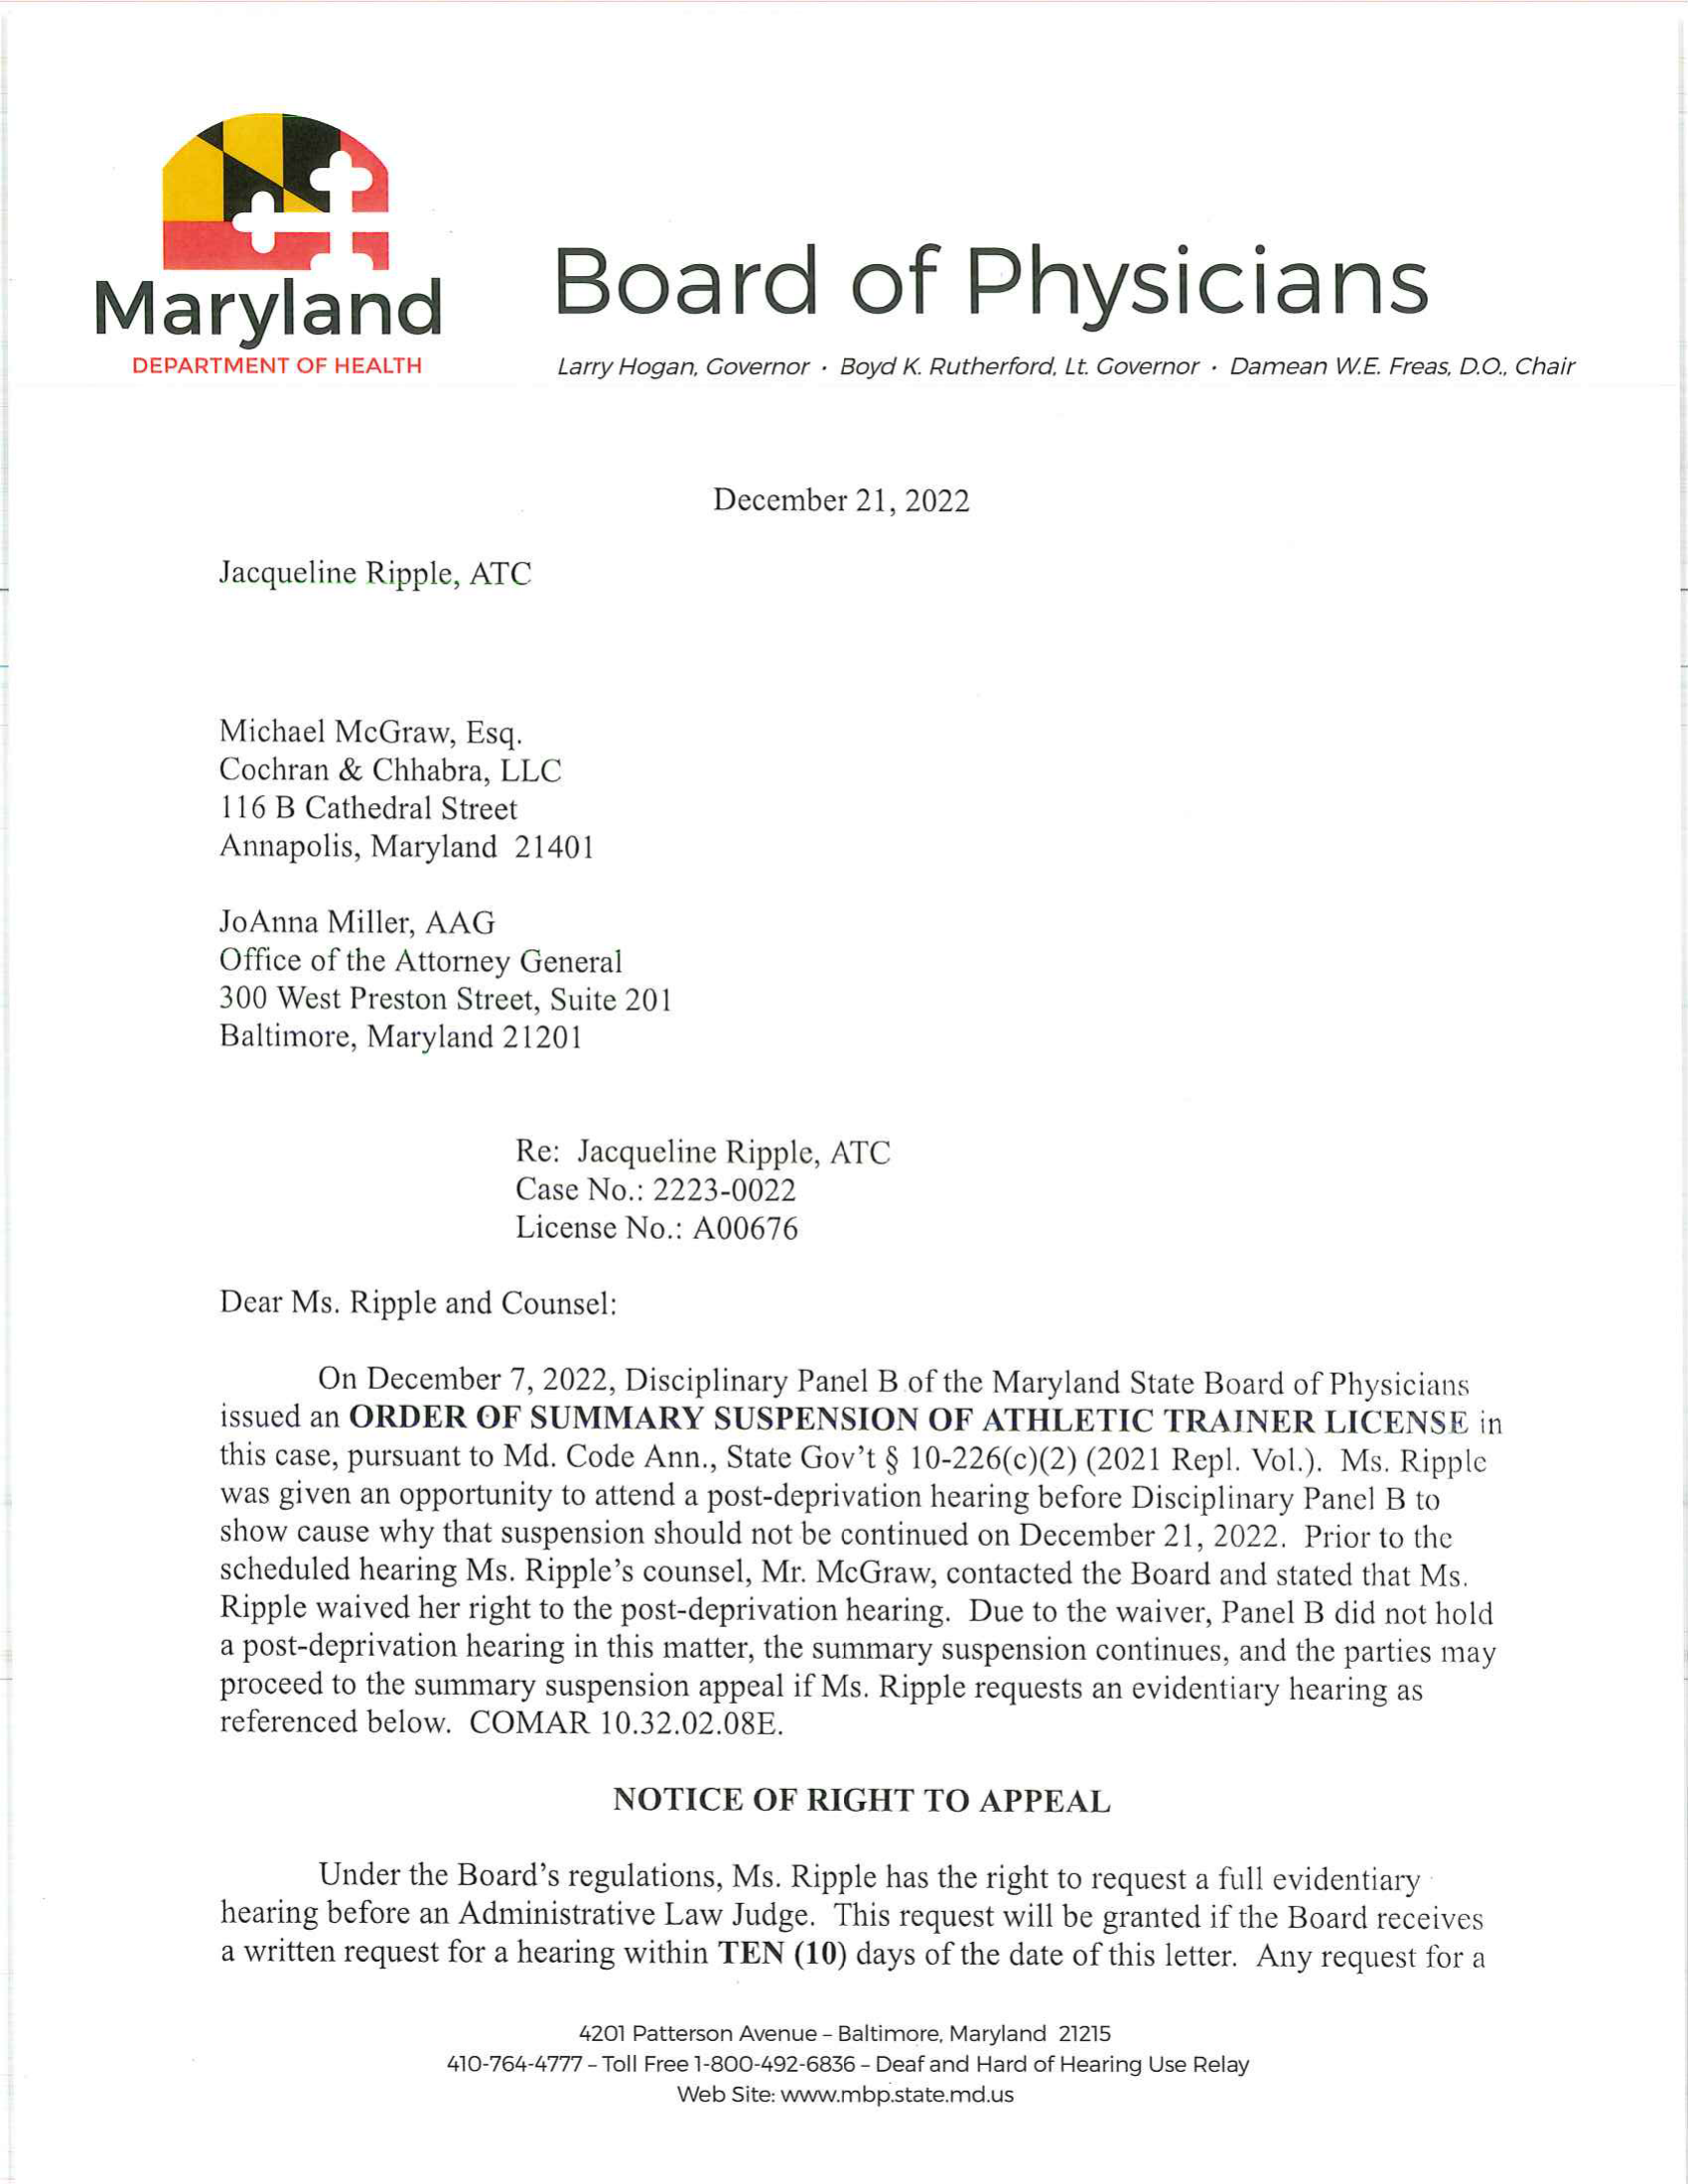 Maryland
DEPARTMENT OF HEALTH
Board of Physicians
Larry Hogan, Governor · Boyd K. Rutherford, Lt. Governor · Damean W.E. Freas, D.O., Chair
December 21, 2022
Jacqueline Ripple, ATC
Michael McGraw, Esq.
Cochran & Chhabra, LLC
116 B Cathedral Street
Annapolis, Maryland 21401
JoAnna Miller, AAG
Office of the Attorney General
300 West Preston Street, Suite 201
Baltimore, Maryland 21201
Re: Jacqueline Ripple, ATC
Case No.: 2223-0022
License No.: A00676
Dear Ms. Ripple and Counsel:
On December 7, 2022, Disciplinary Panel B of the Maryland State Board of Physicians
issued an ORDER OF SUMMARY SUSPENSION OF ATHLETIC TRAINER LICENSE in
this case, pursuant to Md. Code Ann., State Gov't § 10-226(c)(2) (2021 Repl. Vol.). Ms. Ripple
was given an opportunity to attend a post-deprivation hearing before Disciplinary Panel B to
show cause why that suspension should not be continued on December 21, 2022. Prior to the
scheduled hearing Ms. Ripple's counsel, Mr. McGraw, contacted the Board and stated that Ms.
Ripple waived her right to the post-deprivation hearing. Due to the waiver, Panel B did not hold
a post-deprivation hearing in this matter, the summary suspension continues, and the parties may
proceed to the summary suspension appeal if Ms. Ripple requests an evidentiary hearing as
referenced below. COMAR 10.32.02.08E.
NOTICE OF RIGHT TO APPEAL
Under the Board's regulations, Ms. Ripple has the right to request a full evidentiary
hearing before an Administrative Law Judge. This request will be granted if the Board receives
a written request for a hearing within TEN (10) days of the date of this letter. Any request for a
4201 Patterson Avenue – Baltimore, Maryland 21215
410-764-4777 – Toll Free 1-800-492-6836 – Deaf and Hard of Hearing Use Relay
Web Site: www.mbp.state.md.us